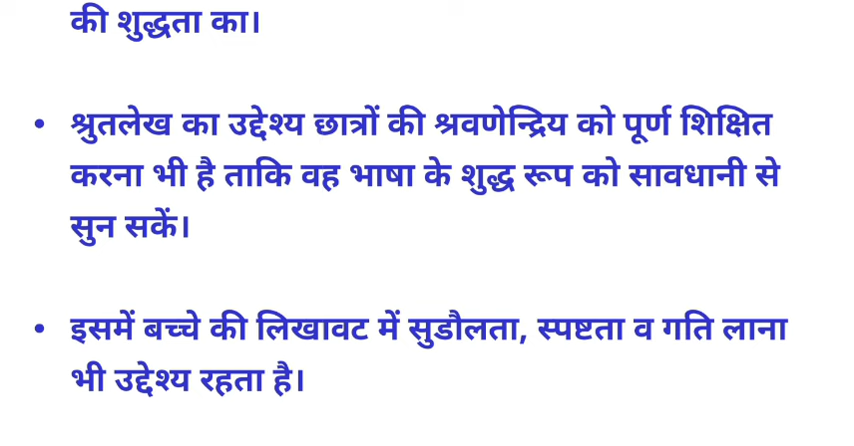 की शुद्धता का।
• श्रुतलेख का उद्देश्य छात्रों की श्रवणेन्द्रिय को पूर्ण शिक्षित
करना भी है ताकि वह भाषा के शुद्ध रूप को सावधानी से
सुन सकें।
• इसमें बच्चे की लिखावट में सुडौलता, स्पष्टता व गति लाना
भी उद्देश्य रहता है।